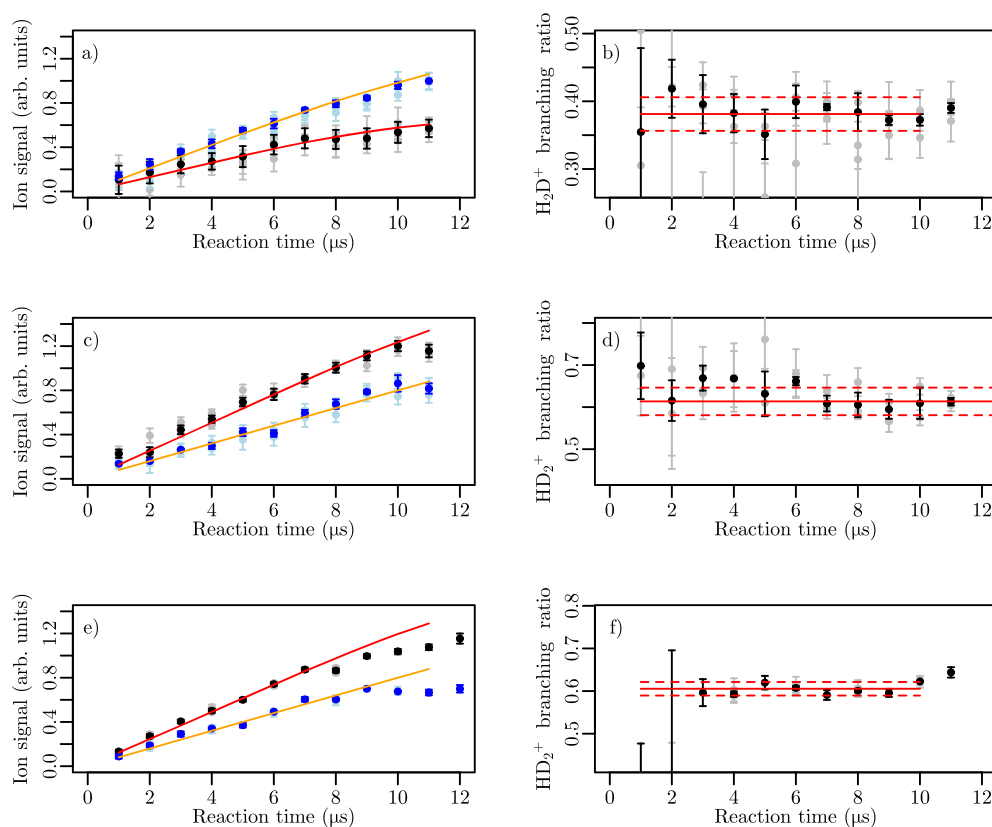 a)
Ion signal (arb. units)
0.0 0.4 0.8 1.2
0 2 4 6 8 10 12
Reaction time (μs)
b)
H₂D⁺ branching ratio
0.30 0.40 0.50
0 2 4 6 8 10 12
Reaction time (μs)
c)
Ion signal (arb. units)
0.0 0.4 0.8 1.2
0 2 4 6 8 10 12
Reaction time (μs)
d)
HD₂⁺ branching ratio
0.5 0.7
0 2 4 6 8 10 12
Reaction time (μs)
e)
Ion signal (arb. units)
0.0 0.4 0.8 1.2
0 2 4 6 8 10 12
Reaction time (μs)
f)
HD₂⁺ branching ratio
0.5 0.6 0.7 0.8
0 2 4 6 8 10 12
Reaction time (μs)